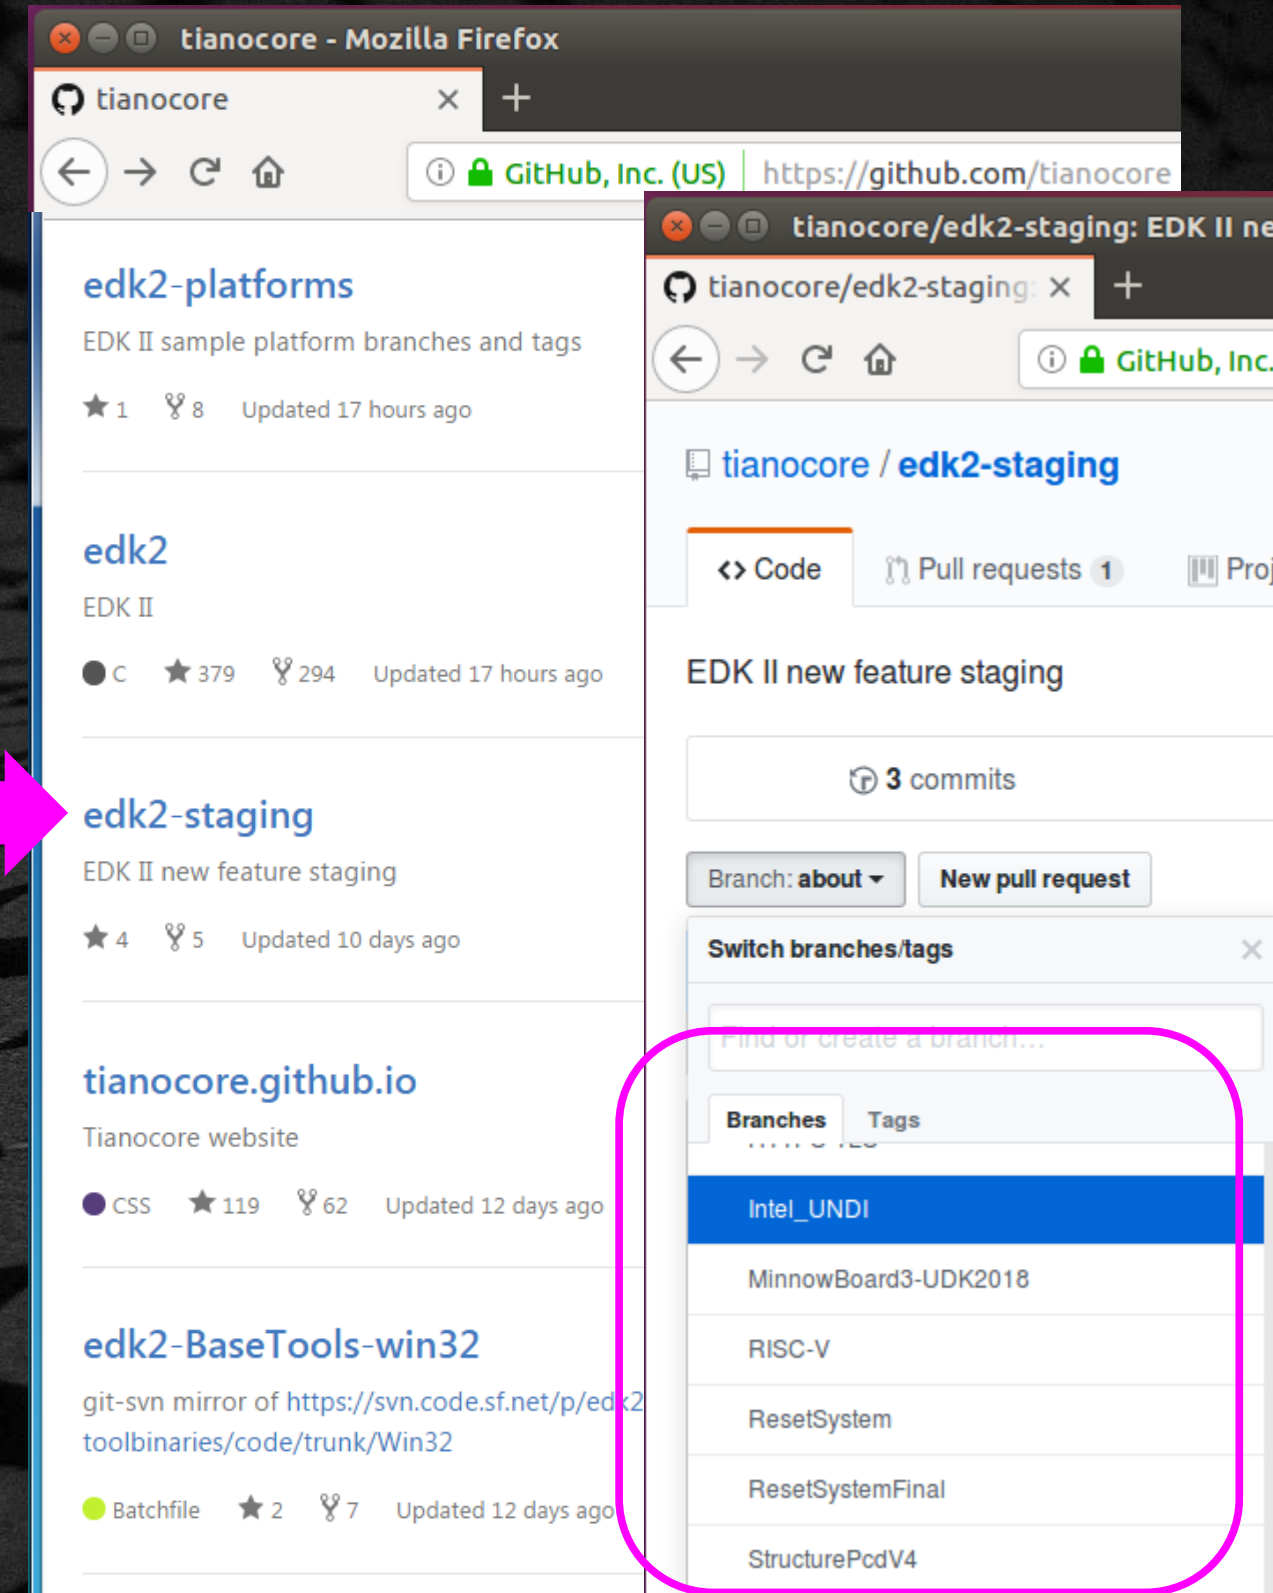 tianocore - Mozilla Firefox
tianocore
GitHub, Inc. (US) https://github.com/tianocore
edk2-platforms
EDK II sample platform branches and tags
1 8 Updated 17 hours ago
edk2
EDK II
C 379 294 Updated 17 hours ago
edk2-staging
EDK II new feature staging
4 5 Updated 10 days ago
tianocore.github.io
Tianocore website
CSS 119 62 Updated 12 days ago
edk2-BaseTools-win32
git-svn mirror of https://svn.code.sf.net/p/edk2
toolbinaries/code/trunk/Win32
Batchfile 2 7 Updated 12 days ago
tianocore/edk2-staging: EDK II ne
tianocore/edk2-staging:
GitHub, Inc.
tianocore / edk2-staging
Code Pull requests 1 Proj
EDK II new feature staging
3 commits
Branch: about New pull request
Switch branches/tags
Find or create a branch...
Branches Tags
Intel_UNDI
MinnowBoard3-UDK2018
RISC-V
ResetSystem
ResetSystemFinal
StructurePcdV4